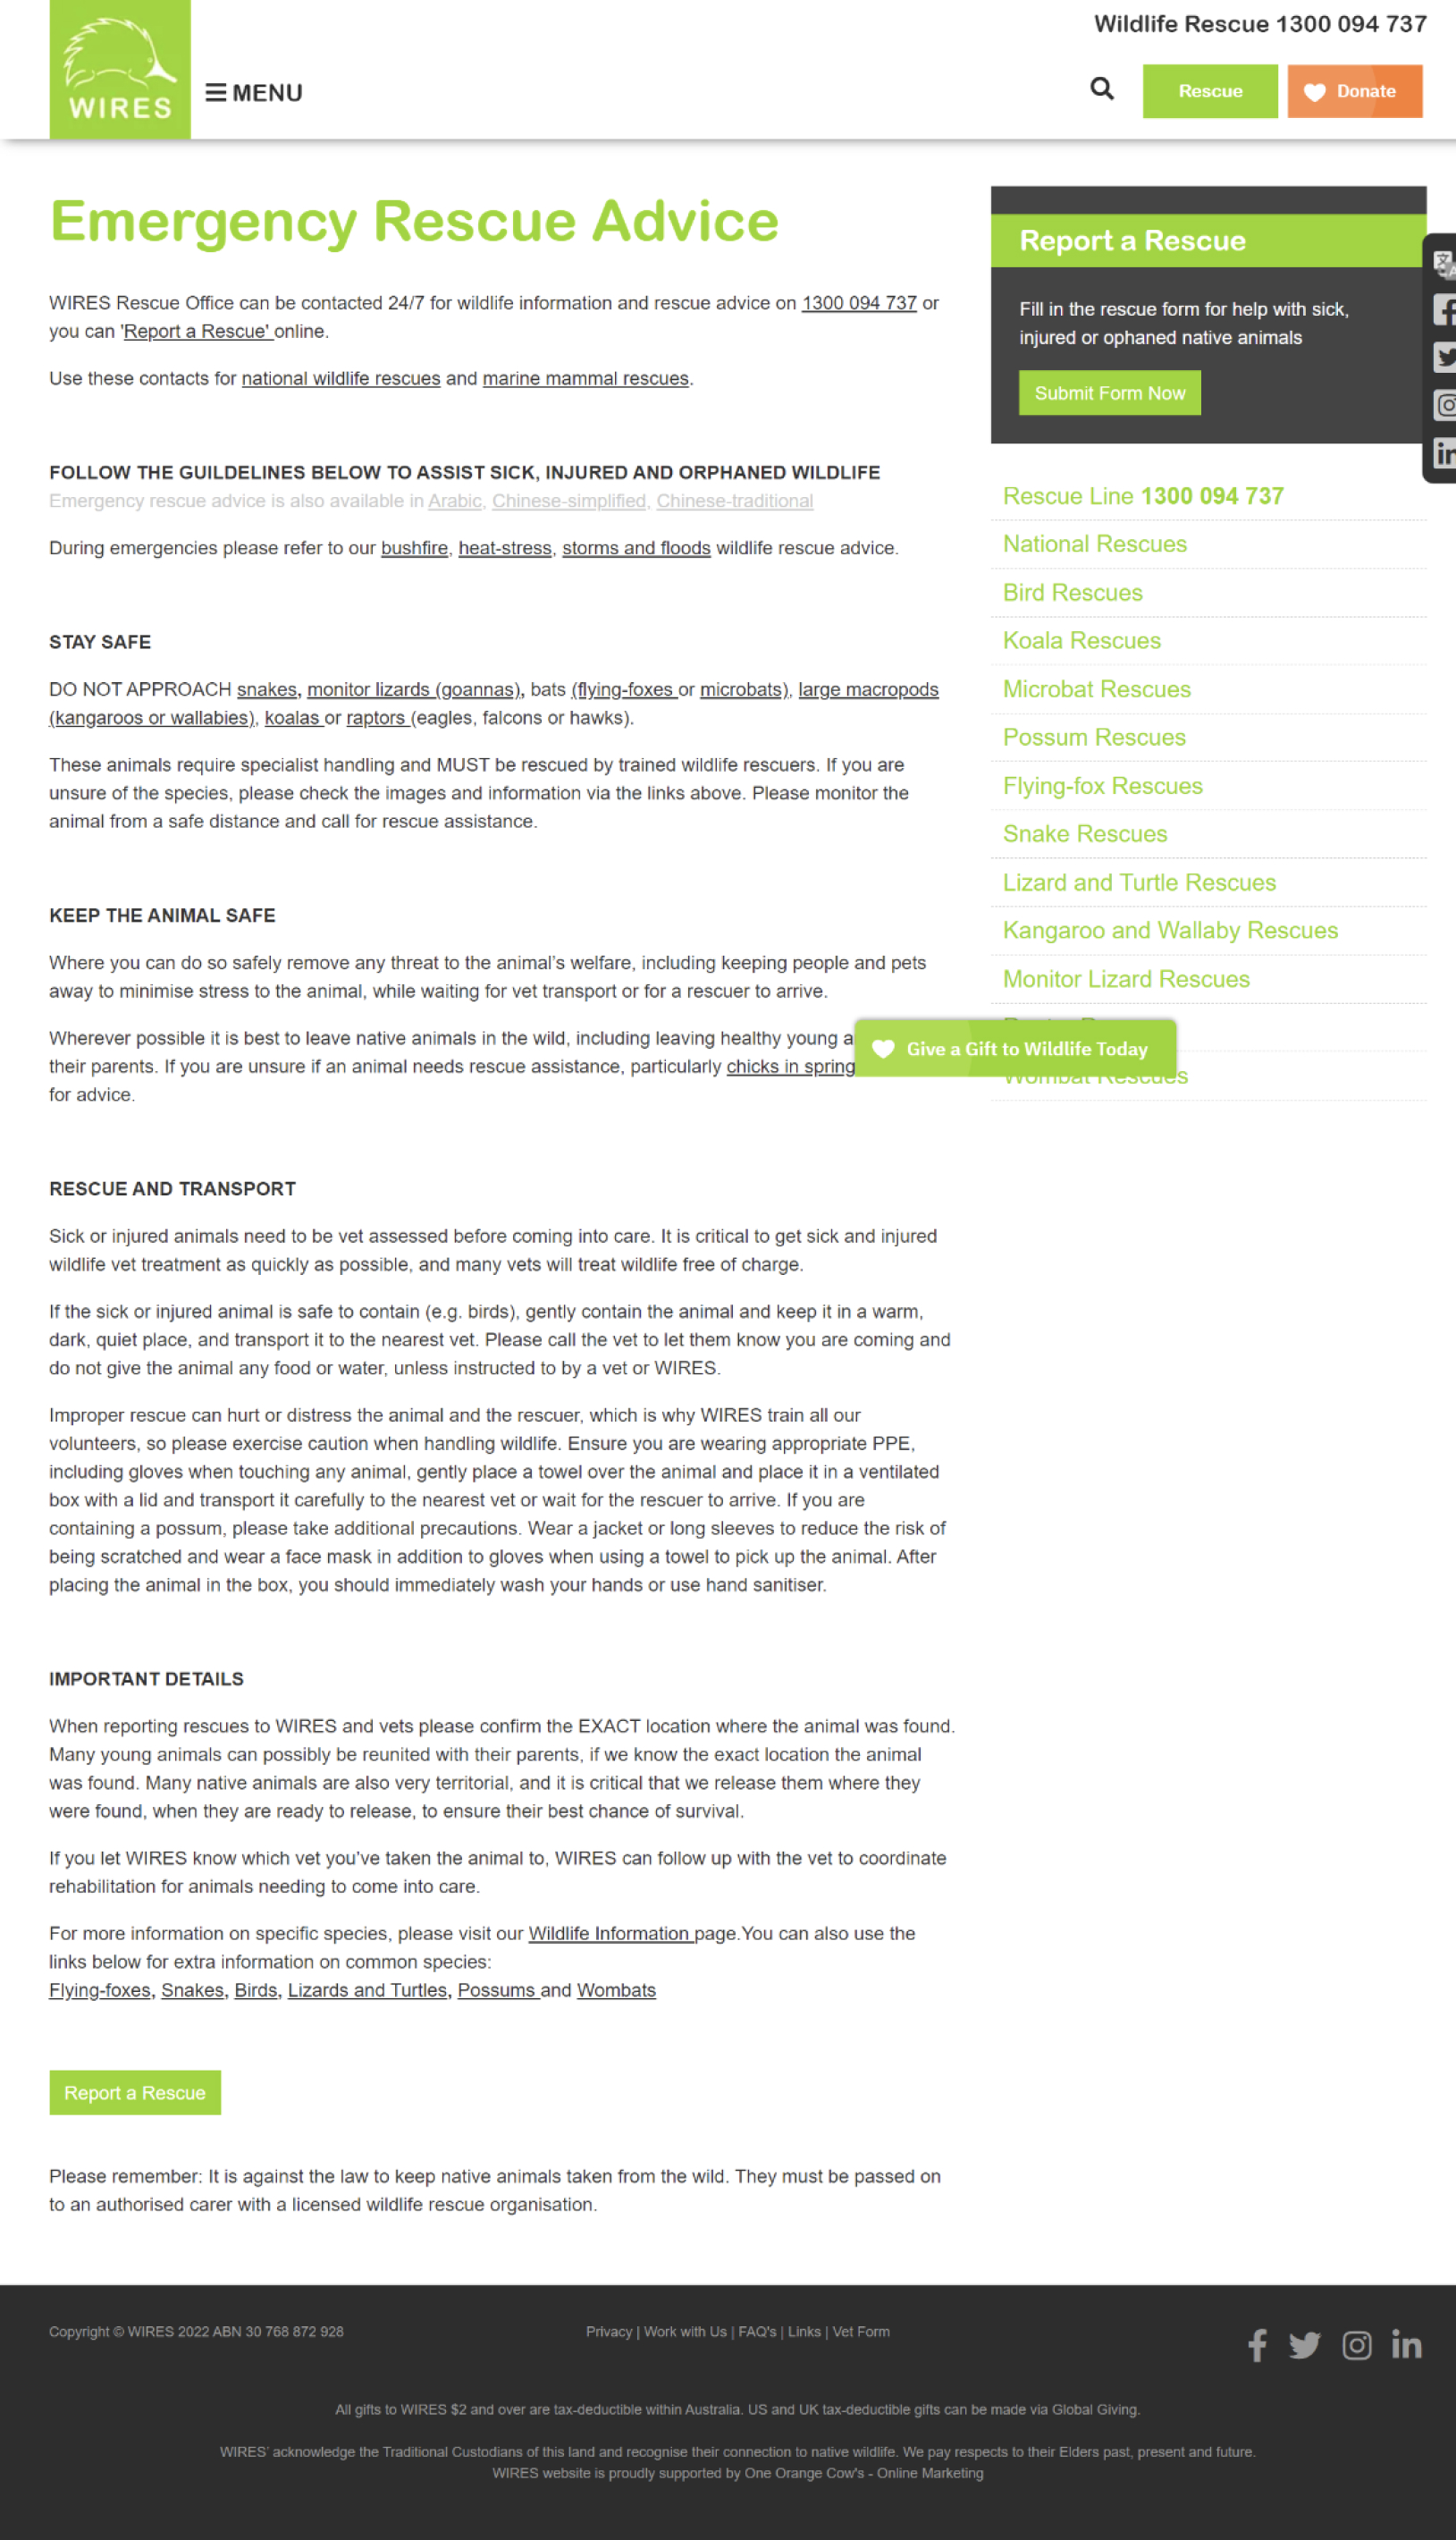 Wildlife Rescue 1300 094 737
WIRES
MENU
Rescue
Donate
Emergency Rescue Advice
WIRES Rescue Office can be contacted 24/7 for wildlife information and rescue advice on 1300 094 737 or
you can 'Report a Rescue' online.
Use these contacts for national wildlife rescues and marine mammal rescues.
FOLLOW THE GUILDELINES BELOW TO ASSIST SICK, INJURED AND ORPHANED WILDLIFE
Emergency rescue advice is also available in Arabic, Chinese-simplified, Chinese-traditional
During emergencies please refer to our bushfire, heat-stress, storms and floods wildlife rescue advice.
STAY SAFE
DO NOT APPROACH snakes, monitor lizards (goannas), bats (flying-foxes or microbats), large macropods
(kangaroos or wallabies), koalas or raptors (eagles, falcons or hawks).
These animals require specialist handling and MUST be rescued by trained wildlife rescuers. If you are
unsure of the species, please check the images and information via the links above. Please monitor the
animal from a safe distance and call for rescue assistance.
KEEP THE ANIMAL SAFE
Where you can do so safely remove any threat to the animal's welfare, including keeping people and pets
away to minimise stress to the animal, while waiting for vet transport or for a rescuer to arrive.
Wherever possible it is best to leave native animals in the wild, including leaving healthy young
their parents. If you are unsure if an animal needs rescue assistance, particularly chicks in spring
for advice.
RESCUE AND TRANSPORT
Sick or injured animals need to be vet assessed before coming into care. It is critical to get sick and injured
wildlife vet treatment as quickly as possible, and many vets will treat wildlife free of charge.
If the sick or injured animal is safe to contain (e.g. birds), gently contain the animal and keep it in a warm,
dark, quiet place, and transport it to the nearest vet. Please call the vet to let them know you are coming and
do not give the animal any food or water, unless instructed to by a vet or WIRES.
Improper rescue can hurt or distress the animal and the rescuer, which is why WIRES train all our
volunteers, so please exercise caution when handling wildlife. Ensure you are wearing appropriate PPE,
including gloves when touching any animal, gently place a towel over the animal and place it in a ventilated
box with a lid and transport it carefully to the nearest vet or wait for the rescuer to arrive. If you are
containing a possum, please take additional precautions. Wear a jacket or long sleeves to reduce the risk of
being scratched and wear a face mask in addition to gloves when using a towel to pick up the animal. After
placing the animal in the box, you should immediately wash your hands or use hand sanitiser.
IMPORTANT DETAILS
When reporting rescues to WIRES and vets please confirm the EXACT location where the animal was found.
Many young animals can possibly be reunited with their parents, if we know the exact location the animal
was found. Many native animals are also very territorial, and it is critical that we release them where they
were found, when they are ready to release, to ensure their best chance of survival.
If you let WIRES know which vet you've taken the animal to, WIRES can follow up with the vet to coordinate
rehabilitation for animals needing to come into care.
For more information on specific species, please visit our Wildlife Information page.You can also use the
links below for extra information on common species:
Flying-foxes, Snakes, Birds, Lizards and Turtles, Possums and Wombats
Report a Rescue
Please remember: It is against the law to keep native animals taken from the wild. They must be passed on
to an authorised carer with a licensed wildlife rescue organisation.
Report a Rescue
Fill in the rescue form for help with sick,
injured or ophaned native animals
Submit Form Now
Rescue Line 1300 094 737
National Rescues
Bird Rescues
Koala Rescues
Microbat Rescues
Possum Rescues
Flying-fox Rescues
Snake Rescues
Lizard and Turtle Rescues
Kangaroo and Wallaby Rescues
Monitor Lizard Rescues
Give a Gift to Wildlife Today
Wombat Rescues
Copyright © WIRES 2022 ABN 30 768 872 928
Privacy | Work with Us | FAQ's | Links | Vet Form
All gifts to WIRES $2 and over are tax-deductible within Australia. US and UK tax-deductible gifts can be made via Global Giving.
WIRES' acknowledge the Traditional Custodians of this land and recognise their connection to native wildlife. We pay respects to their Elders past, present and future.
WIRES website is proudly supported by One Orange Cow's - Online Marketing